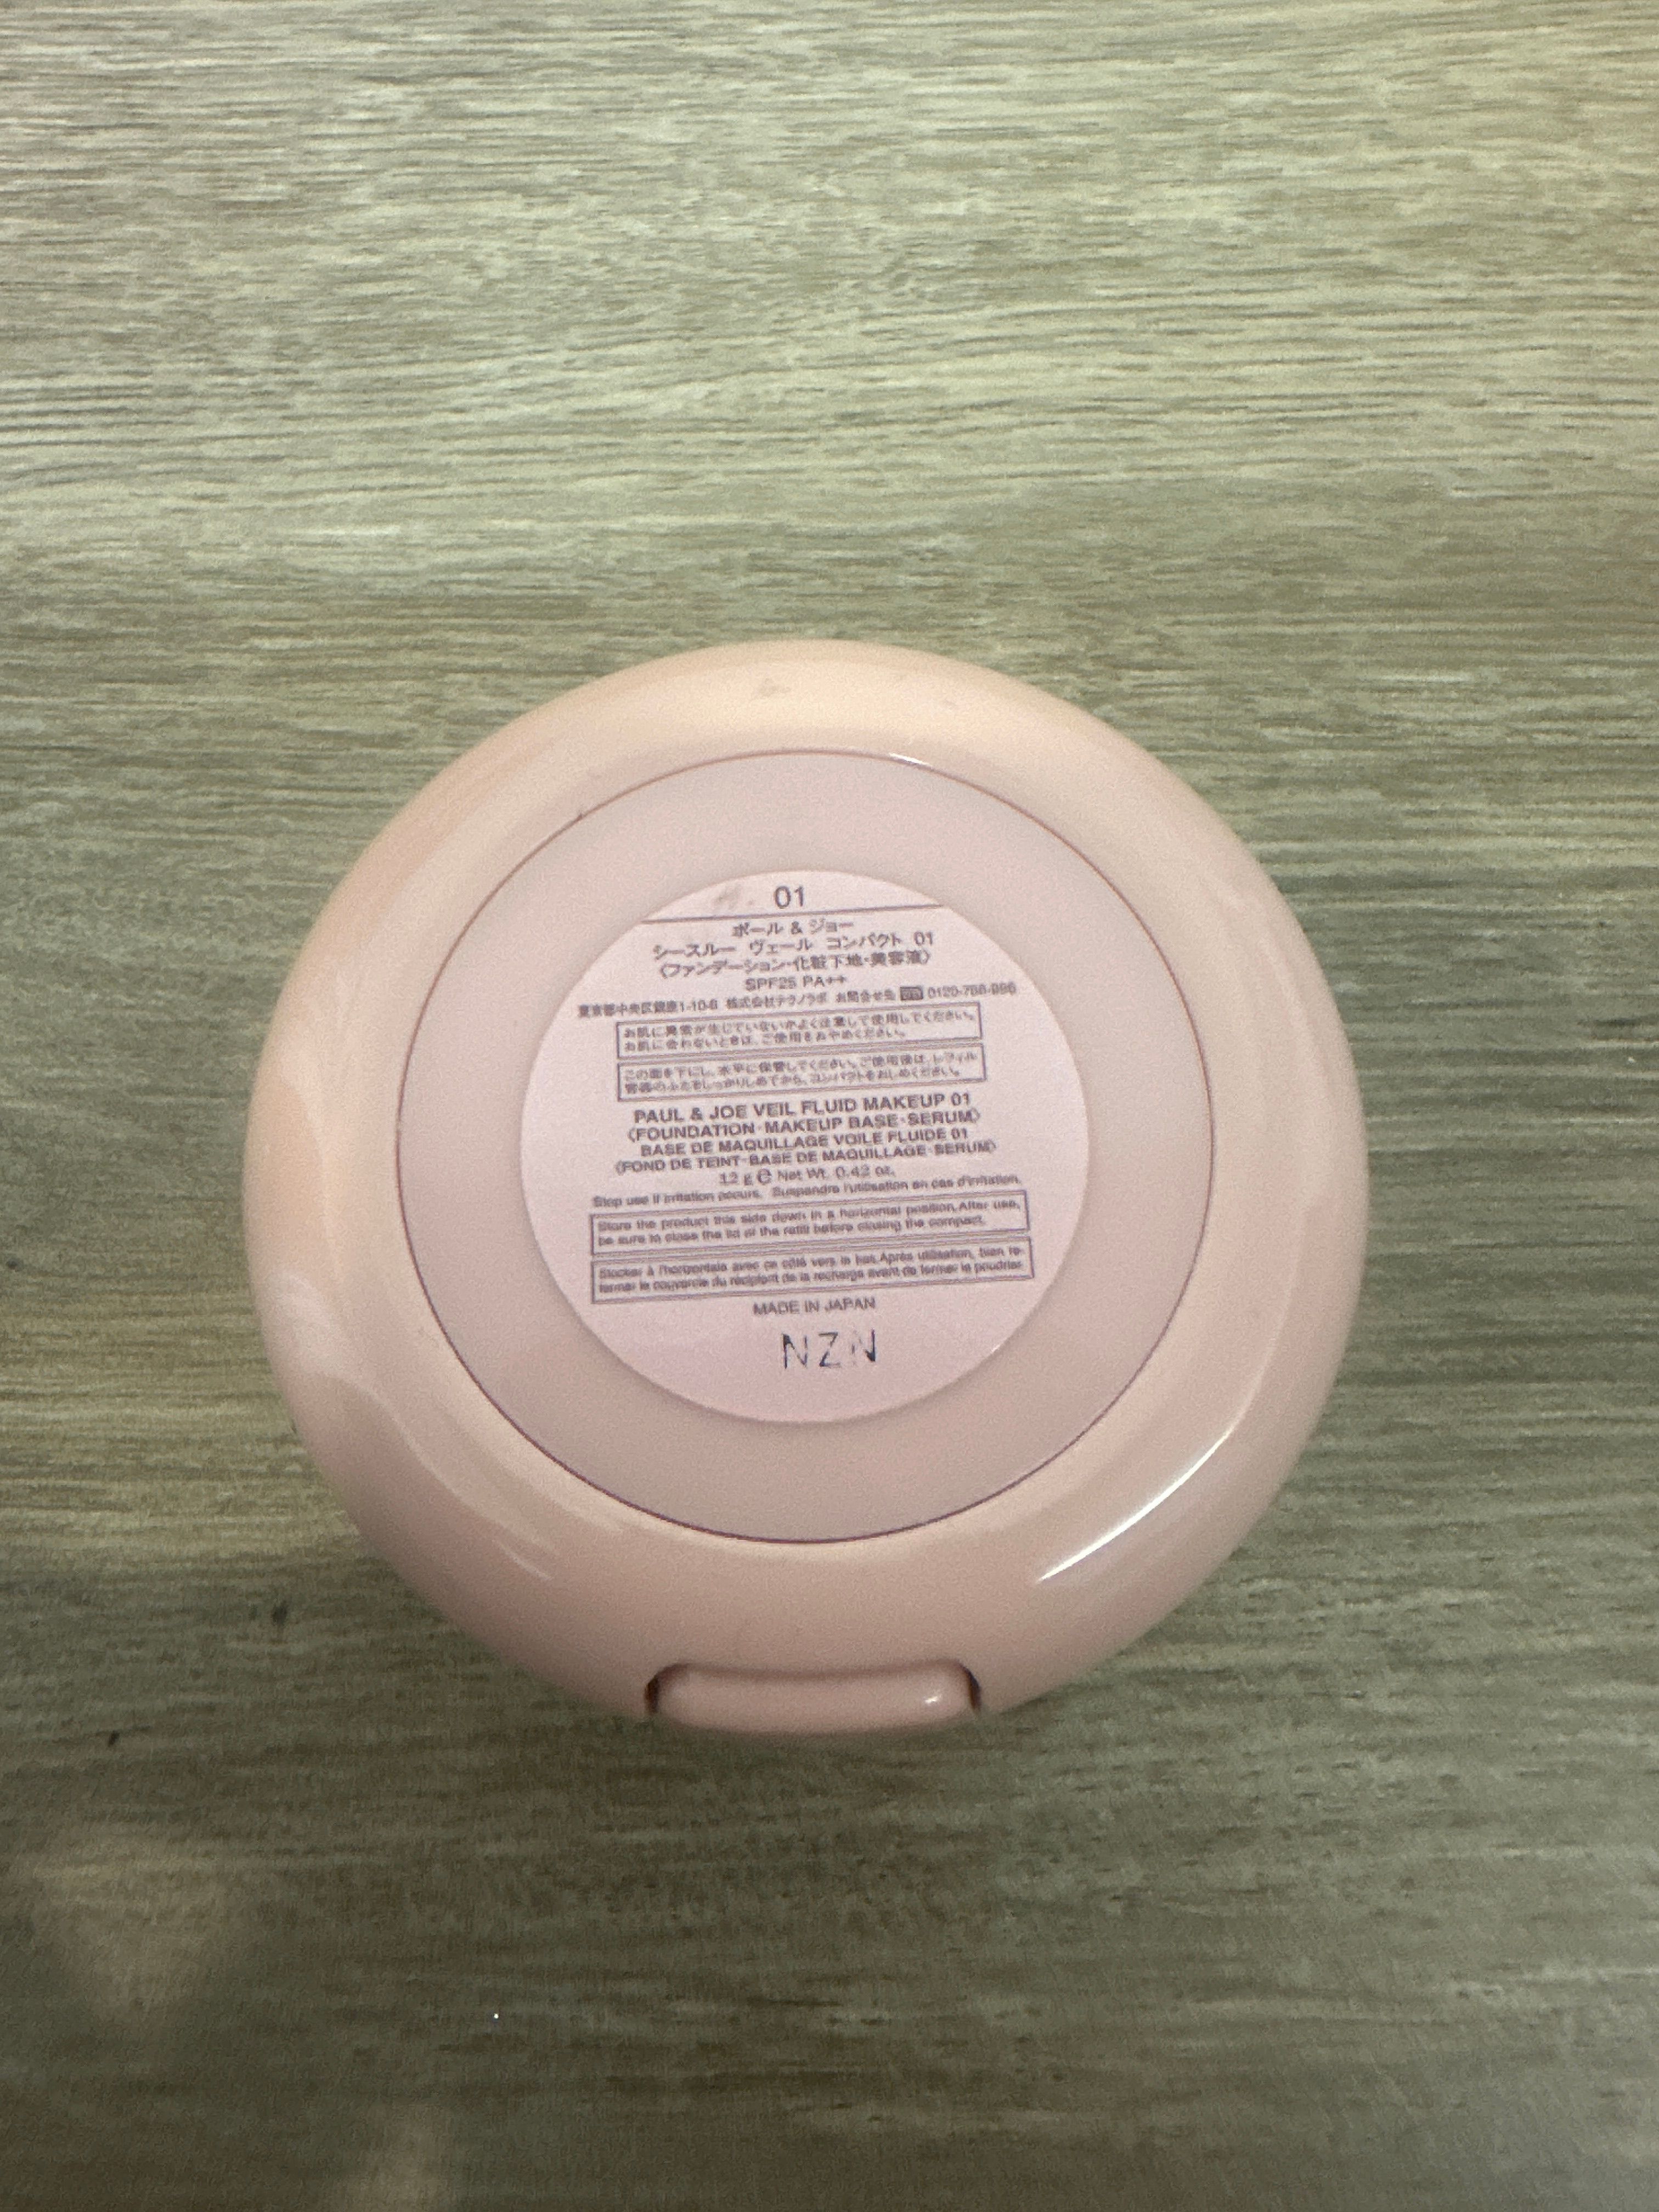 01
ポール & ジョー
シースルー ヴェール コンパクト 01
〈ファンデーション・化粧下地・美容液〉
SPF25 PA++
東京都中央区銀座1-10-6 株式会社テクノラボ お問合せ先 0120-766-996
お肌に異常が生じていないかよく注意して使用してください。
お肌に合わないときは、ご使用をおやめください。
この面を下にし、水平に保管してください。ご使用後は、レフィル
容器のふたをしっかりしめてから、コンパクトをおしめください。
PAUL & JOE VEIL FLUID MAKEUP 01
〈FOUNDATION·MAKEUP BASE·SERUM〉
BASE DE MAQUILLAGE VOILE FLUIDE 01
〈FOND DE TEINT·BASE DE MAQUILLAGE·SERUM〉
12 g ℮ Net Wt. 0.42 oz.
Stop use if irritation occurs. Suspendre l'utilisation en cas d'irritation.
Store the product this side down in a horizontal position. After use,
be sure to close the lid of the refill before closing the compact.
Stocker à l'horizontale avec ce côté vers le bas. Après utilisation, bien re-
fermer le couvercle du récipient de la recharge avant de fermer le poudrier.
MADE IN JAPAN
NZN